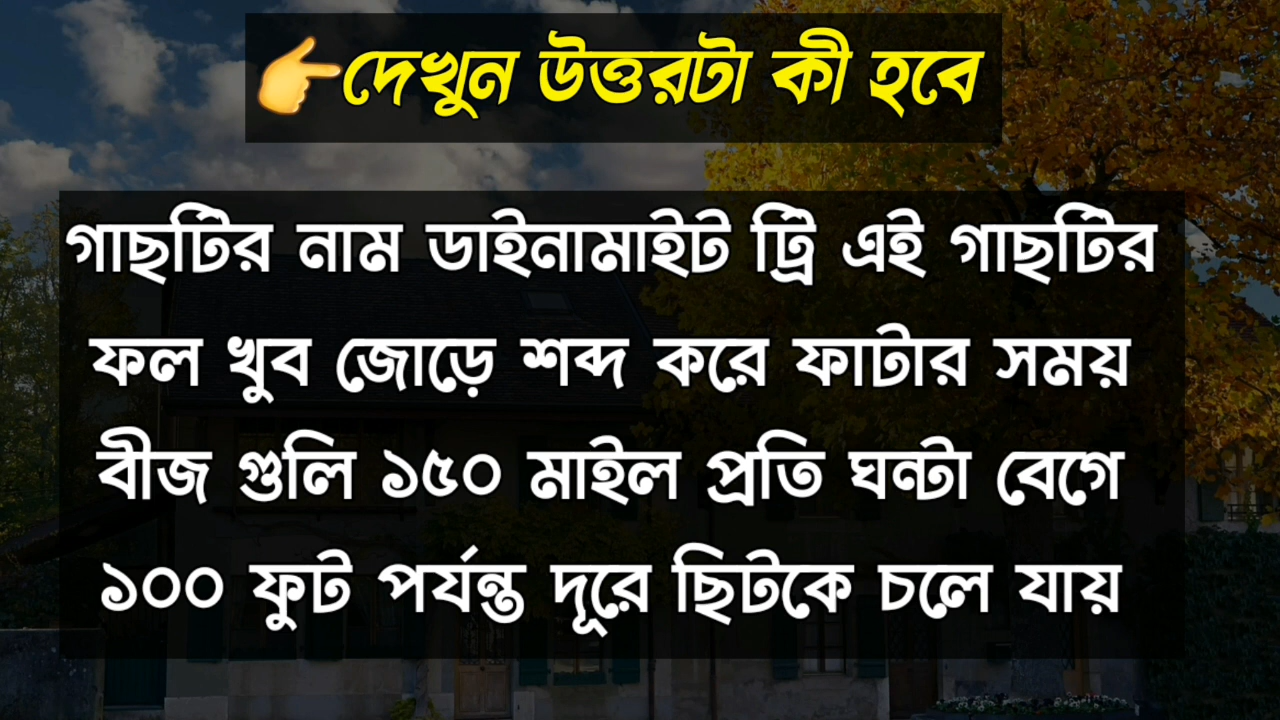 👉দেখুন উত্তরটা কী হবে
গাছটির নাম ডাইনামাইট ট্রি এই গাছটির
ফল খুব জোড়ে শব্দ করে ফাটার সময়
বীজ গুলি ১৫০ মাইল প্রতি ঘন্টা বেগে
১০০ ফুট পর্যন্ত দূরে ছিটকে চলে যায়